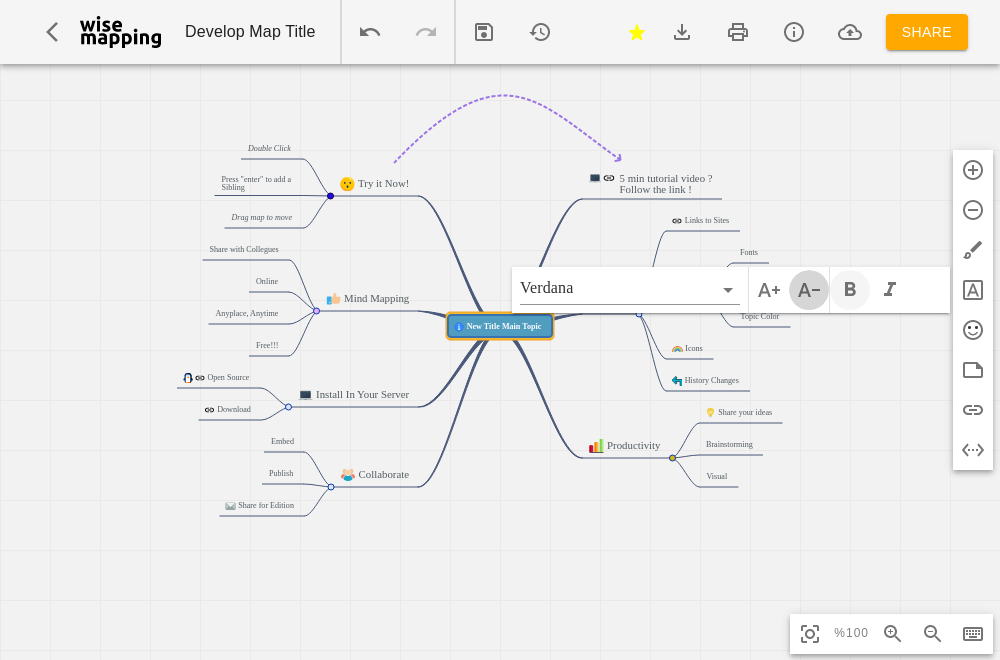 wise
mapping
Develop Map Title
SHARE
Double Click
Press "enter" to add a
Sibling
Drag map to move
Try it Now!
5 min tutorial video ?
Follow the link !
Links to Sites
Fonts
Topic Color
Share with Collegues
Online
Anyplace, Anytime
Free!!!
Mind Mapping
Verdana
A+
A-
B
I
A
New Title Main Topic
Icons
History Changes
Open Source
Download
Install In Your Server
Share your ideas
Brainstorming
Visual
Productivity
Embed
Publish
Share for Edition
Collaborate
%100